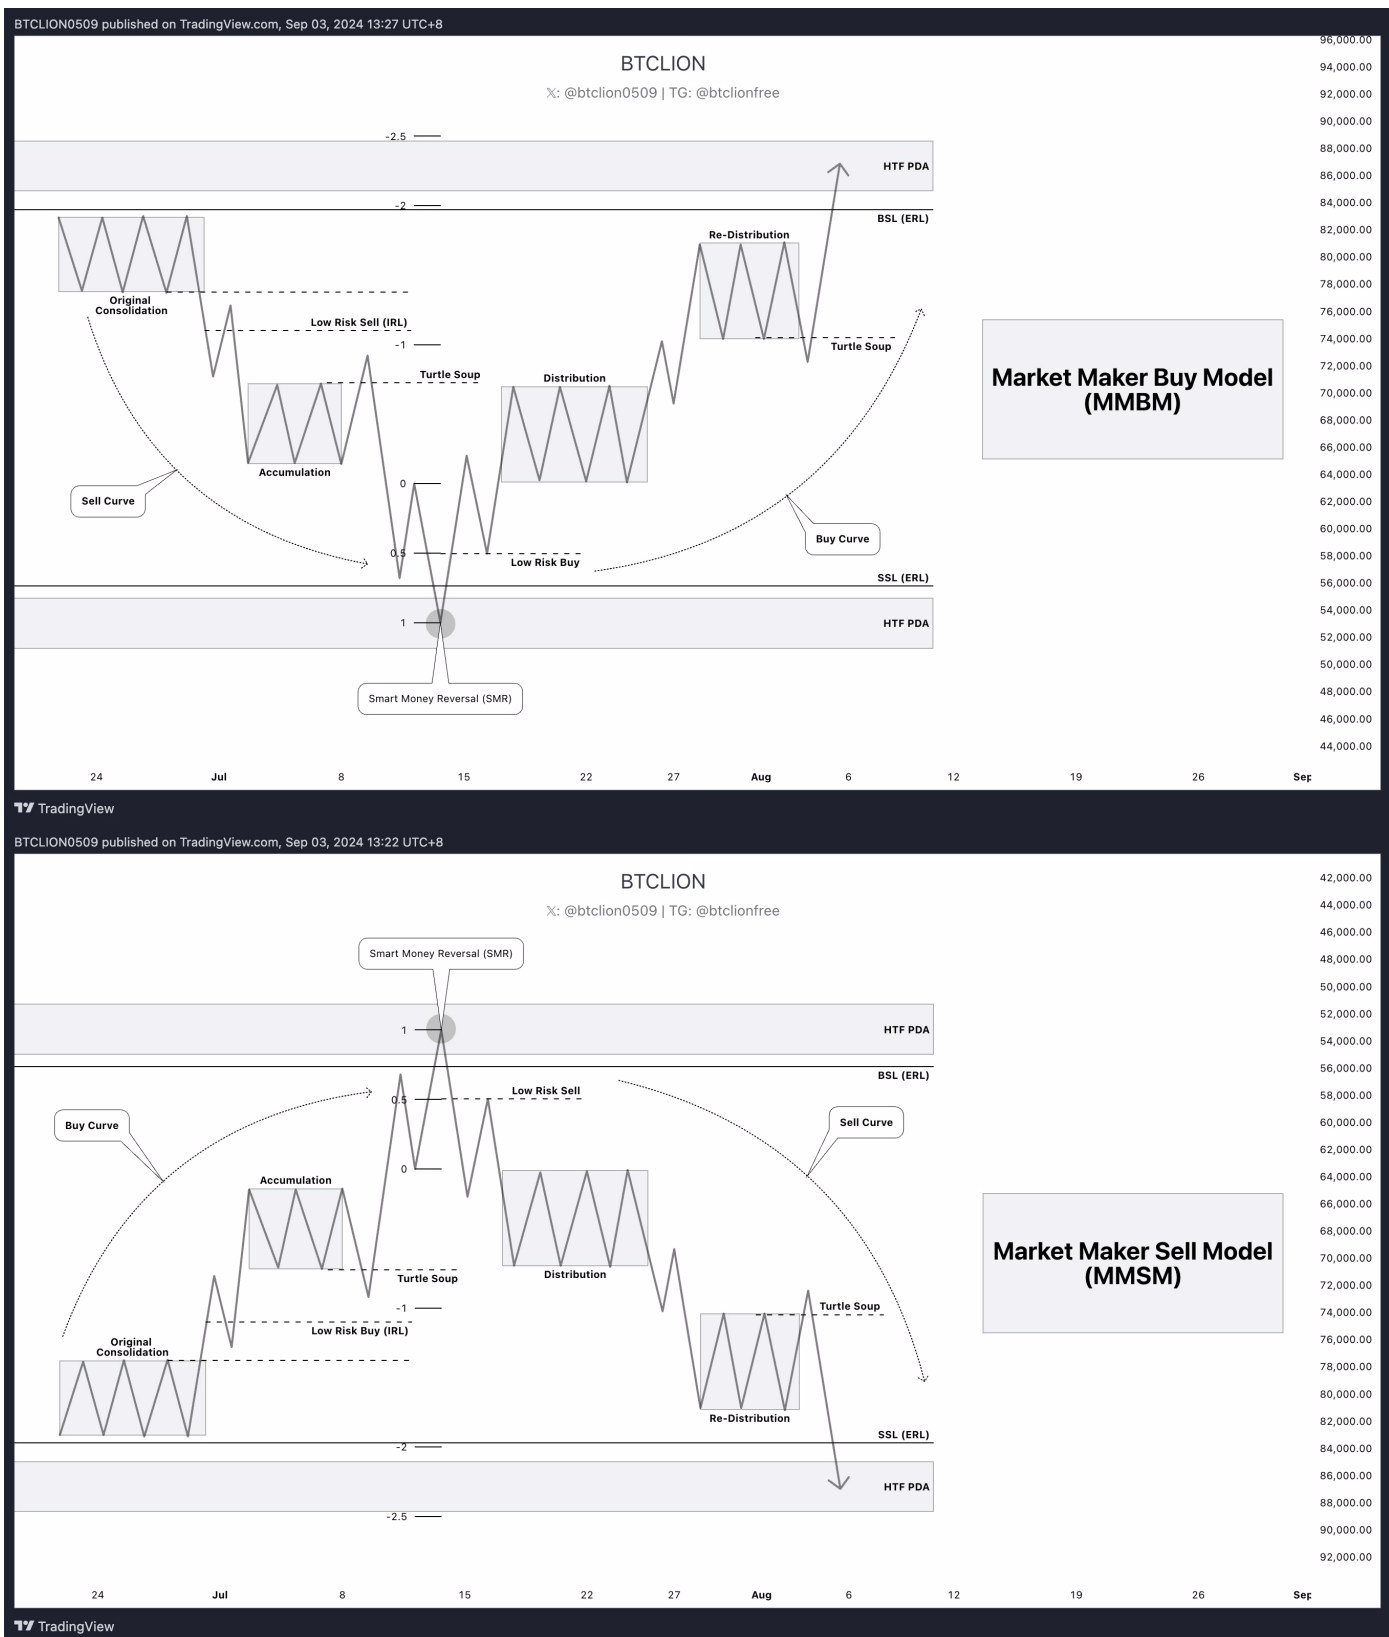 BTCLION0509 published on TradingView.com, Sep 03, 2024 13:27 UTC+8
BTCLION
𝕏: @btclion0509 | TG: @btclionfree
96,000.00
94,000.00
92,000.00
90,000.00
88,000.00
86,000.00
84,000.00
82,000.00
80,000.00
78,000.00
76,000.00
74,000.00
72,000.00
70,000.00
68,000.00
66,000.00
64,000.00
62,000.00
60,000.00
58,000.00
56,000.00
54,000.00
52,000.00
50,000.00
48,000.00
46,000.00
44,000.00
-2.5
HTF PDA
-2
BSL (ERL)
Re-Distribution
Original
Consolidation
Low Risk Sell (IRL)
-1
Turtle Soup
Turtle Soup
Distribution
Market Maker Buy Model
(MMBM)
Accumulation
0
Sell Curve
Buy Curve
0.5
Low Risk Buy
SSL (ERL)
1
HTF PDA
Smart Money Reversal (SMR)
24 Jul 8 15 22 27 Aug 6 12 19 26 Sep
TradingView
BTCLION0509 published on TradingView.com, Sep 03, 2024 13:22 UTC+8
BTCLION
𝕏: @btclion0509 | TG: @btclionfree
42,000.00
44,000.00
46,000.00
48,000.00
50,000.00
52,000.00
54,000.00
56,000.00
58,000.00
60,000.00
62,000.00
64,000.00
66,000.00
68,000.00
70,000.00
72,000.00
74,000.00
76,000.00
78,000.00
80,000.00
82,000.00
84,000.00
86,000.00
88,000.00
90,000.00
92,000.00
Smart Money Reversal (SMR)
1
HTF PDA
BSL (ERL)
Low Risk Sell
0.5
Buy Curve
Sell Curve
0
Accumulation
Market Maker Sell Model
(MMSM)
Turtle Soup
Distribution
-1
Turtle Soup
Low Risk Buy (IRL)
Original
Consolidation
Re-Distribution
SSL (ERL)
-2
HTF PDA
-2.5
24 Jul 8 15 22 27 Aug 6 12 19 26 Sep
TradingView